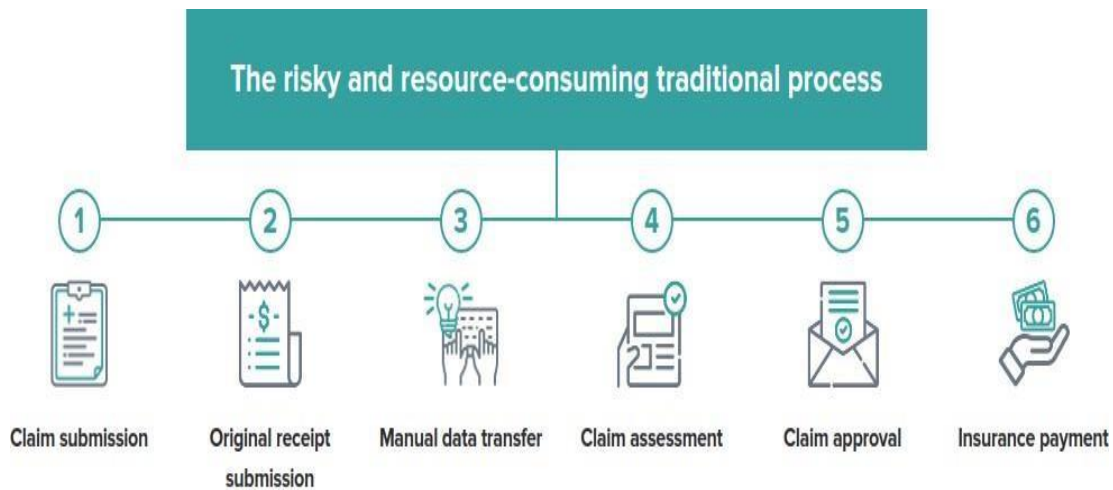 The risky and resource-consuming traditional process
1 2 3 4 5 6
Claim submission
Original receipt
submission
Manual data transfer
Claim assessment
Claim approval
Insurance payment